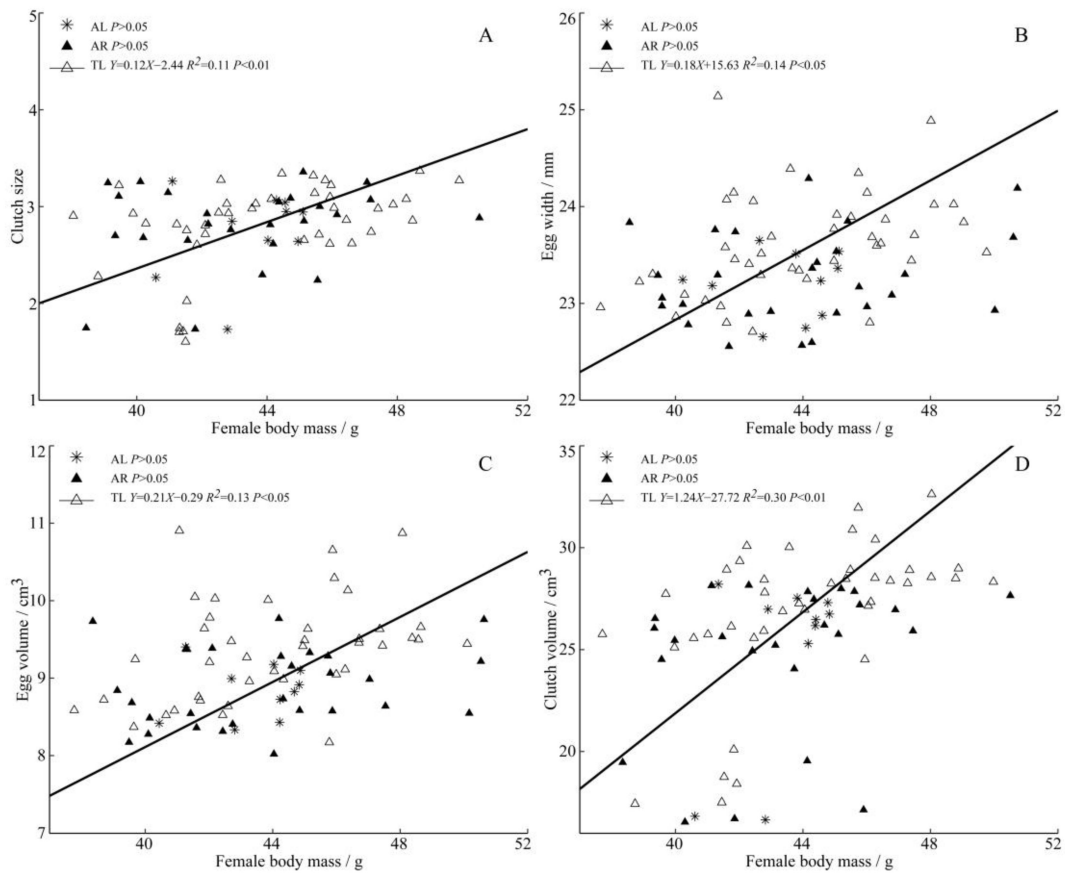 A
AL P>0.05
AR P>0.05
TL Y=0.12X−2.44 R²=0.11 P<0.01
5
4
3
2
1
Clutch size
40 44 48 52
Female body mass / g
B
AL P>0.05
AR P>0.05
TL Y=0.18X+15.63 R²=0.14 P<0.05
26
25
24
23
22
Egg width / mm
40 44 48 52
Female body mass / g
C
AL P>0.05
AR P>0.05
TL Y=0.21X−0.29 R²=0.13 P<0.05
12
11
10
9
8
7
Egg volume / cm³
40 44 48 52
Female body mass / g
D
AL P>0.05
AR P>0.05
TL Y=1.24X−27.72 R²=0.30 P<0.01
35
30
25
20
Clutch volume / cm³
40 44 48 52
Female body mass / g